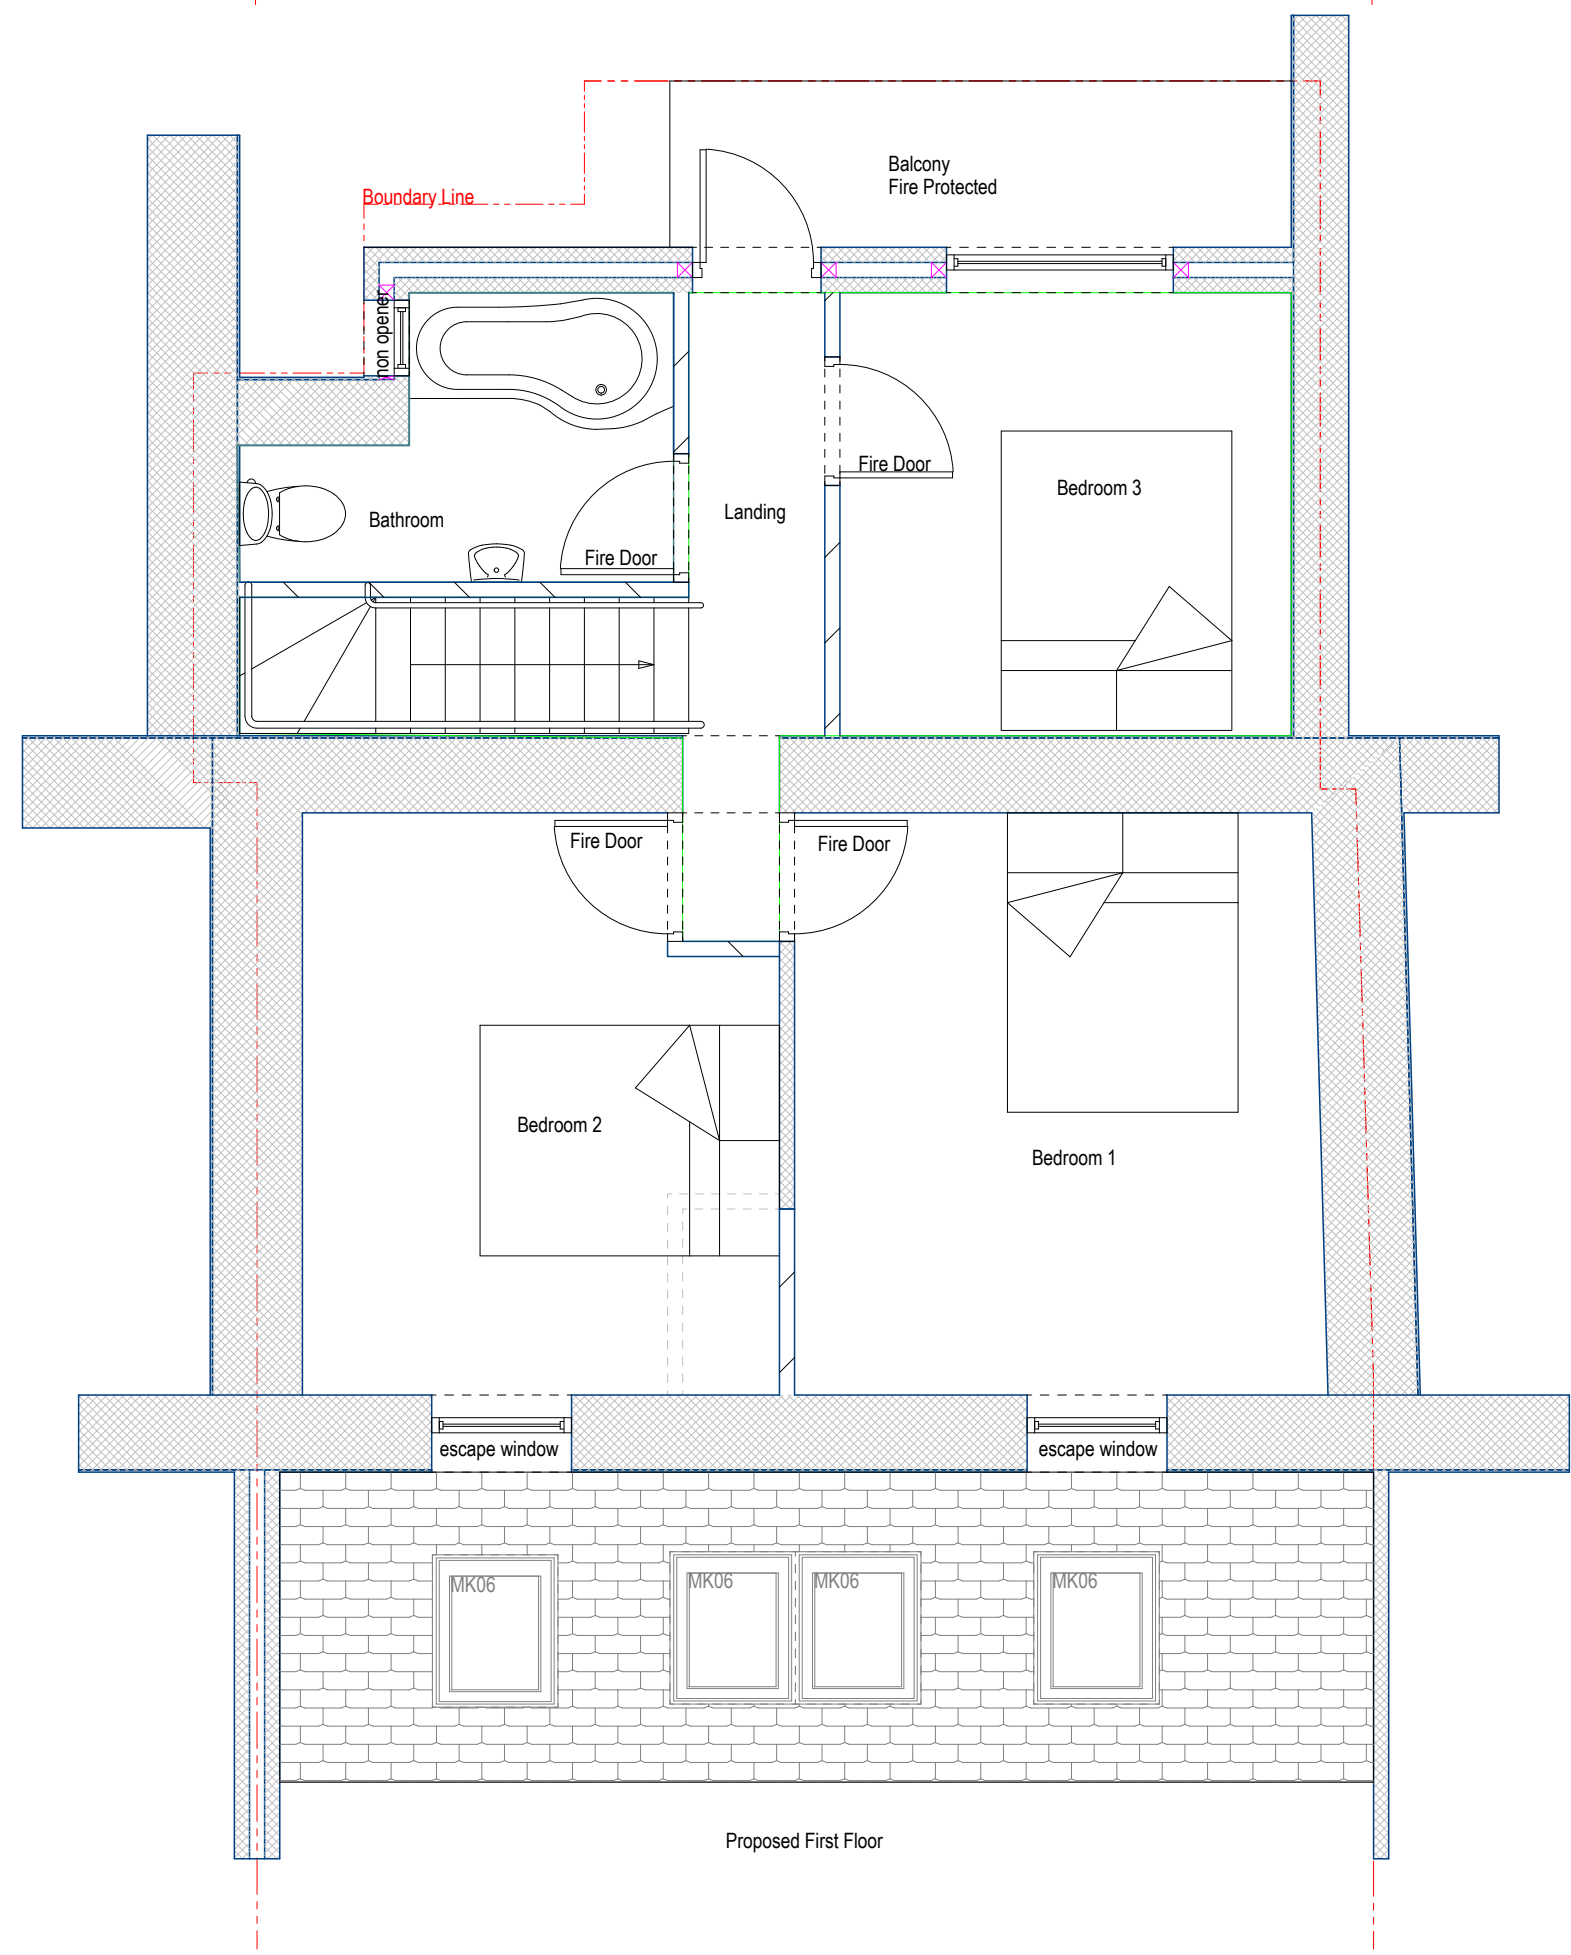 Balcony
Fire Protected
Boundary Line
non opener
Fire Door
Bedroom 3
Landing
Bathroom
Fire Door
Fire Door
Fire Door
Bedroom 2
Bedroom 1
escape window
escape window
MK06
MK06
MK06
MK06
Proposed First Floor